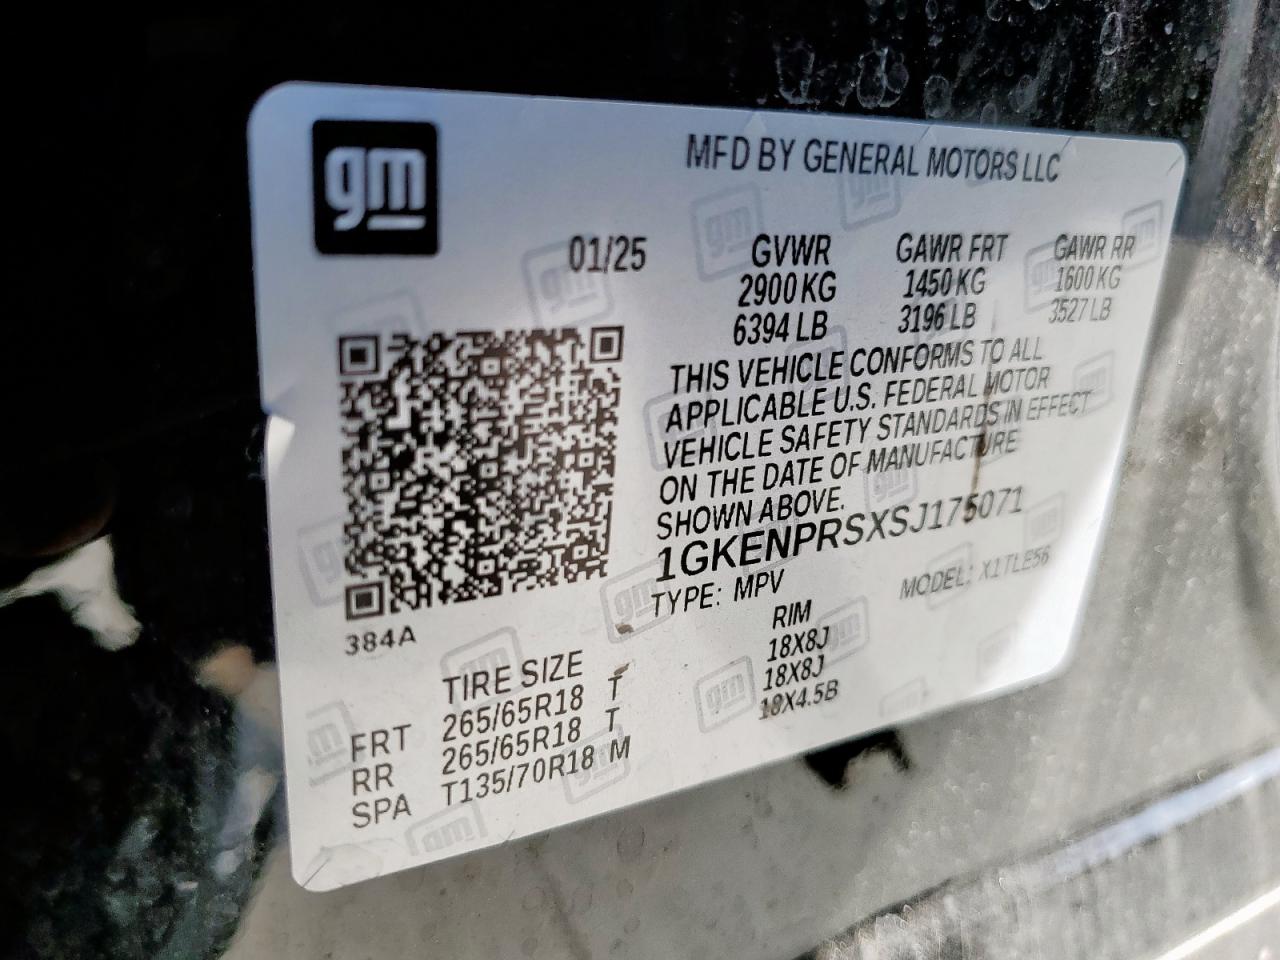 gm
MFD BY GENERAL MOTORS LLC
01/25 GVWR GAWR FRT GAWR RR
2900 KG 1450 KG 1600 KG
6394 LB 3196 LB 3527 LB
THIS VEHICLE CONFORMS TO ALL
APPLICABLE U.S. FEDERAL MOTOR
VEHICLE SAFETY STANDARDS IN EFFECT
ON THE DATE OF MANUFACTURE
SHOWN ABOVE.
1GKENPRSXSJ175071
TYPE: MPV MODEL: X1TLE56
384A
TIRE SIZE RIM
FRT 265/65R18 T 18X8J
RR 265/65R18 T 18X8J
SPA T135/70R18 M 18X4.5B